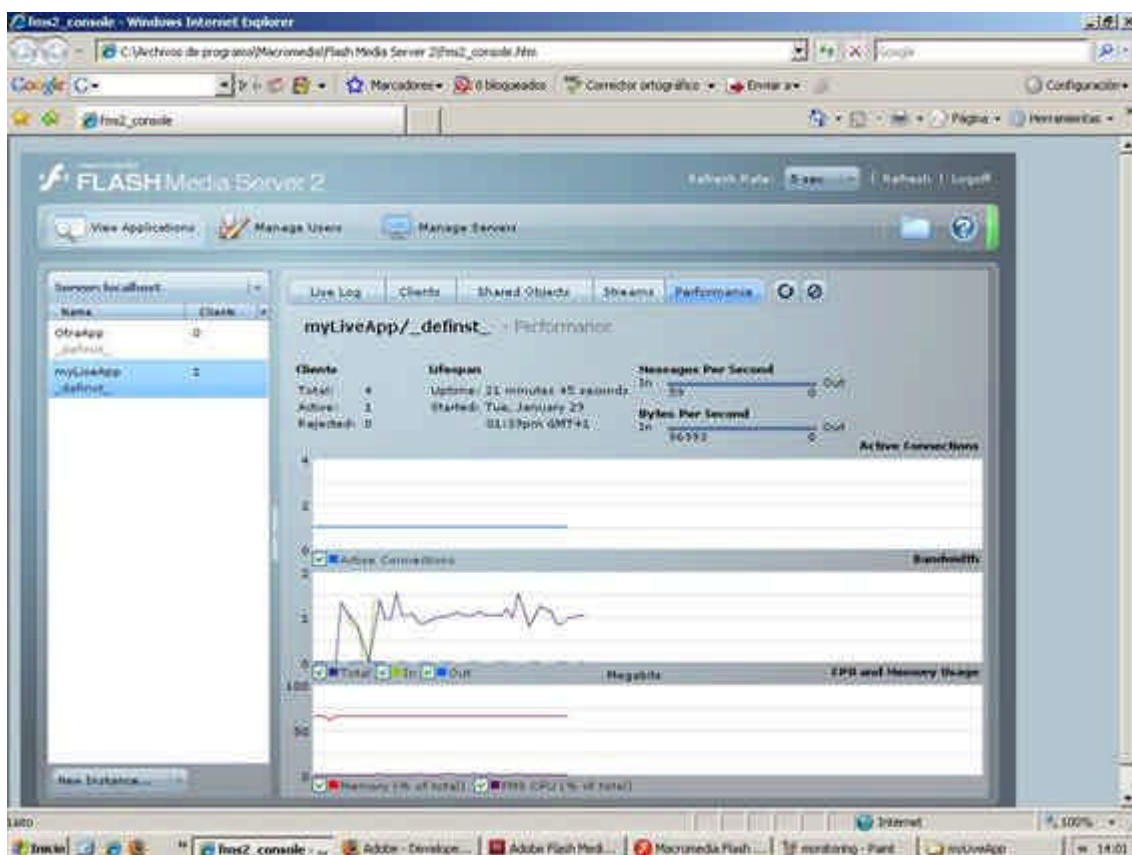 fms2_console - Windows Internet Explorer
C:\Archivos de programa\Macromedia\Flash Media Server 2\fms2_console.htm
Google
Google
Marcadores
0 bloqueados
Corrector ortográfico
Enviar a
Configuración
fms2_console
Página
Herramientas
macromedia
FLASH Media Server 2
Refresh Rate:
5 sec
Refresh | Logoff
View Applications
Manage Users
Manage Servers
Server: localhost
Name Clients
OtraApp 0
_definst_
myLiveApp 1
_definst_
New Instance...
Live Log
Clients
Shared Objects
Streams
Performance
myLiveApp/_definst_ - Performance
Clients
Total: 4
Active: 1
Rejected: 0
Lifespan
Uptime: 21 minutes 45 seconds
Started: Tue, January 29
01:39pm GMT+1
Messages Per Second
In Out
59 0
Bytes Per Second
In Out
96593 0
Active Connections
4
2
0
Active Connections
Bandwidth
2
1
0
Total In Out
Megabits
CPU and Memory Usage
100
50
0
Memory (% of total) FMS CPU (% of total)
Listo
Internet
100%
Inicio
fms2_console - ...
Adobe - Develope...
Adobe Flash Medi...
Macromedia Flash ...
monitoring - Paint
myLiveApp
14:01